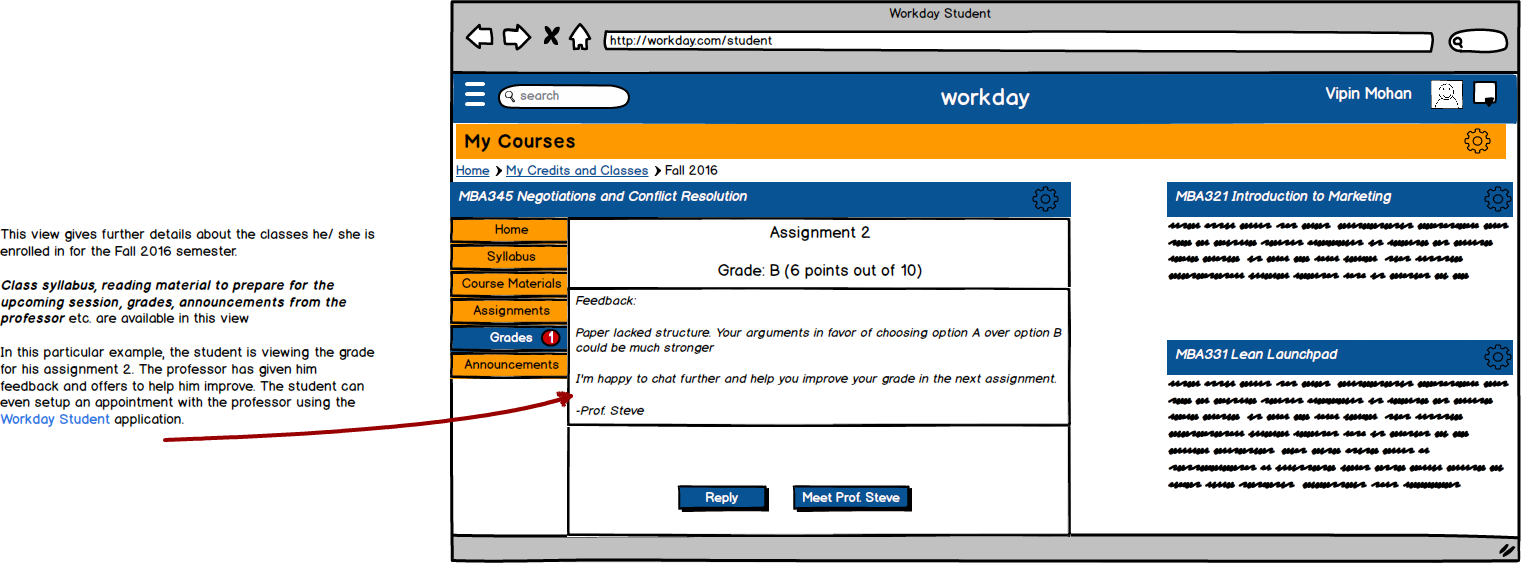 Workday Student
http://workday.com/student
search
workday
Vipin Mohan
My Courses
Home > My Credits and Classes > Fall 2016
MBA345 Negotiations and Conflict Resolution
Home
Syllabus
Course Materials
Assignments
Grades 1
Announcements
Assignment 2
Grade: B (6 points out of 10)
Feedback:
Paper lacked structure. Your arguments in favor of choosing option A over option B
could be much stronger
I'm happy to chat further and help you improve your grade in the next assignment.
-Prof. Steve
Reply
Meet Prof. Steve
MBA321 Introduction to Marketing
MBA331 Lean Launchpad
This view gives further details about the classes he/ she is
enrolled in for the Fall 2016 semester.
Class syllabus, reading material to prepare for the
upcoming session, grades, announcements from the
professor etc. are available in this view
In this particular example, the student is viewing the grade
for his assignment 2. The professor has given him
feedback and offers to help him improve. The student can
even setup an appointment with the professor using the
Workday Student application.